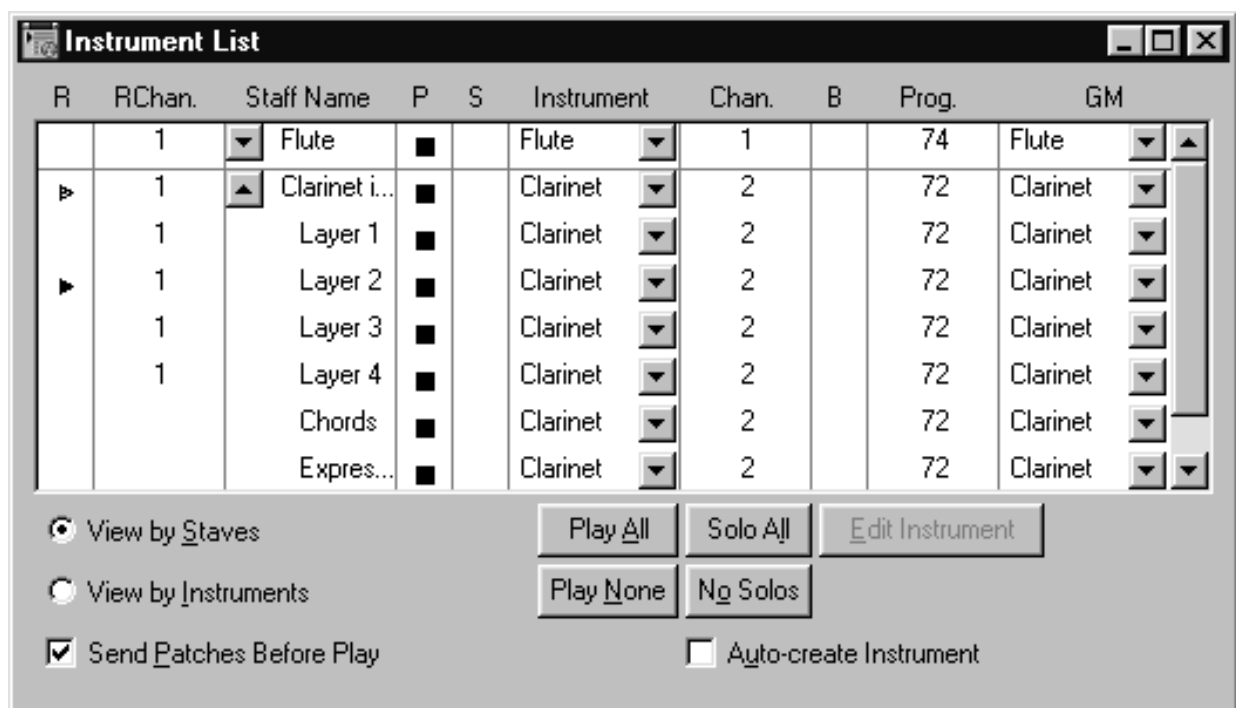 Instrument List
R RChan. Staff Name P S Instrument Chan. B Prog. GM
1 Flute Flute 1 74 Flute
1 Clarinet i... Clarinet 2 72 Clarinet
1 Layer 1 Clarinet 2 72 Clarinet
1 Layer 2 Clarinet 2 72 Clarinet
1 Layer 3 Clarinet 2 72 Clarinet
1 Layer 4 Clarinet 2 72 Clarinet
Chords Clarinet 2 72 Clarinet
Expres... Clarinet 2 72 Clarinet
View by Staves Play All Solo All Edit Instrument
View by Instruments Play None No Solos
Send Patches Before Play Auto-create Instrument